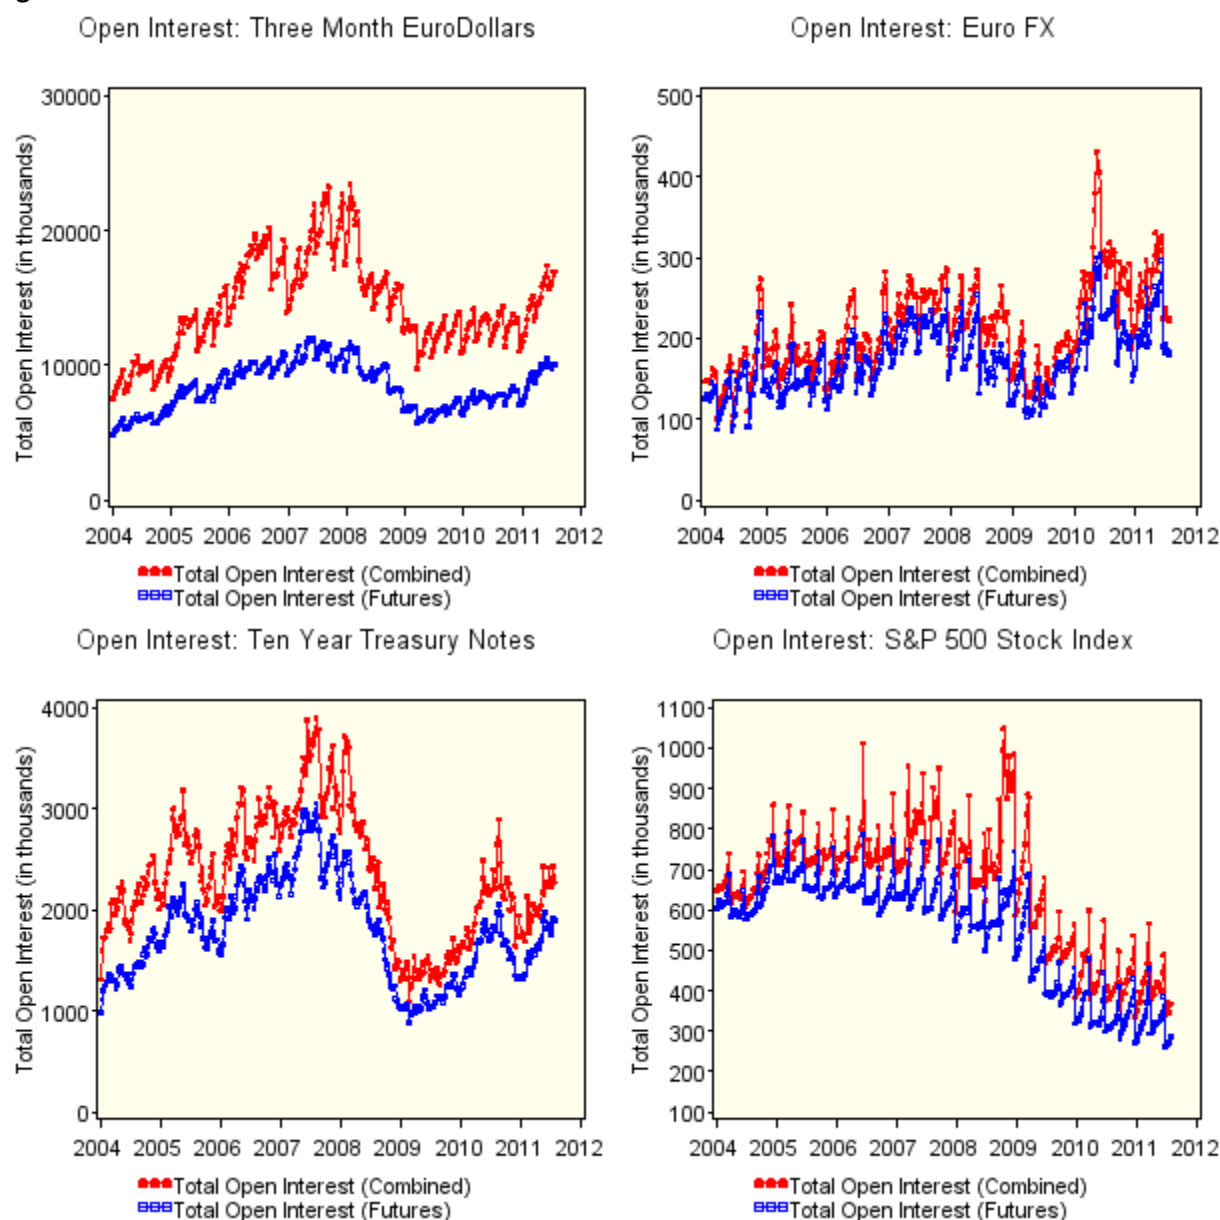 Open Interest: Three Month EuroDollars
Total Open Interest (in thousands)
30000
20000
10000
0
2004 2005 2006 2007 2008 2009 2010 2011 2012
Total Open Interest (Combined)
Total Open Interest (Futures)
Open Interest: Euro FX
Total Open Interest (in thousands)
500
400
300
200
100
0
2004 2005 2006 2007 2008 2009 2010 2011 2012
Total Open Interest (Combined)
Total Open Interest (Futures)
Open Interest: Ten Year Treasury Notes
Total Open Interest (in thousands)
4000
3000
2000
1000
0
2004 2005 2006 2007 2008 2009 2010 2011 2012
Total Open Interest (Combined)
Total Open Interest (Futures)
Open Interest: S&P 500 Stock Index
Total Open Interest (in thousands)
1100
1000
900
800
700
600
500
400
300
200
100
2004 2005 2006 2007 2008 2009 2010 2011 2012
Total Open Interest (Combined)
Total Open Interest (Futures)